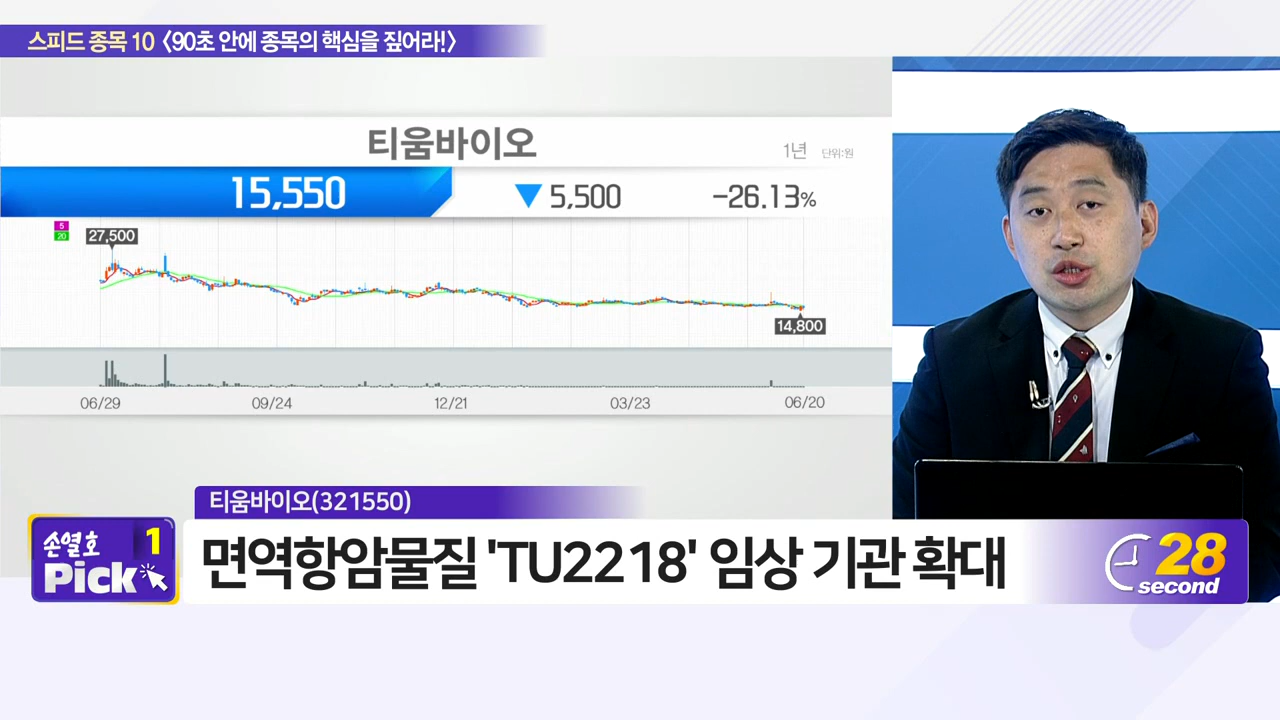 스피드 종목 10 〈90초 안에 종목의 핵심을 짚어라!〉
티움바이오
1년 단위:원
15,550 ▼5,500 -26.13%
5
20
27,500
14,800
06/29 09/24 12/21 03/23 06/20
티움바이오(321550)
손열호 1
Pick
면역항암물질 'TU2218' 임상 기관 확대
28
second